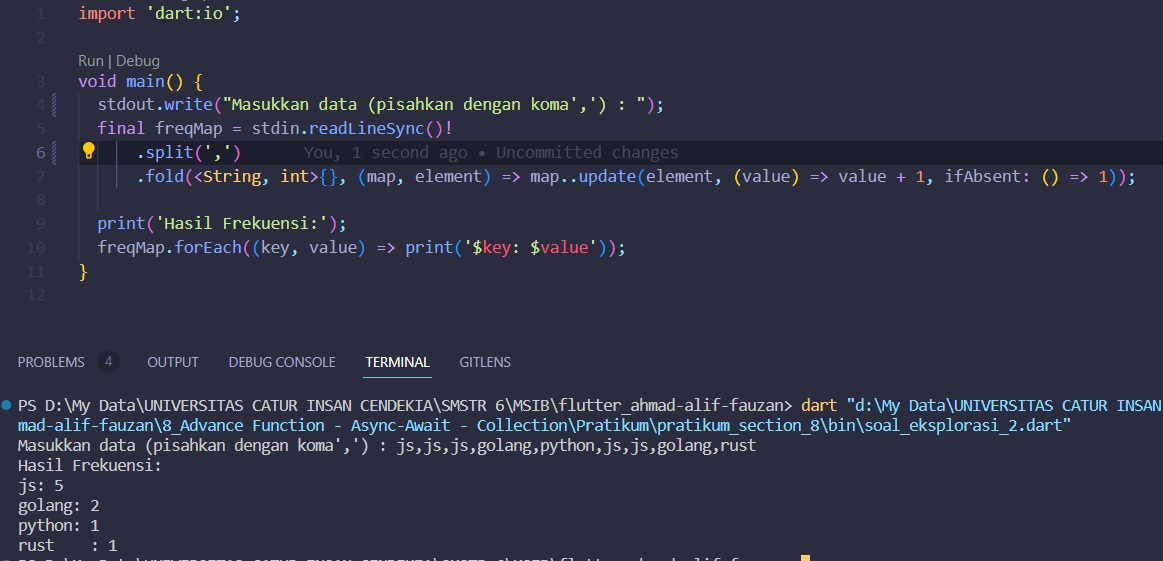 1 import 'dart:io';
2
Run | Debug
3 void main() {
4 stdout.write("Masukkan data (pisahkan dengan koma',') : ");
5 final freqMap = stdin.readLineSync()!
6 .split(',') You, 1 second ago • Uncommitted changes
7 .fold(<String, int>{}, (map, element) => map..update(element, (value) => value + 1, ifAbsent: () => 1));
8
9 print('Hasil Frekuensi:');
10 freqMap.forEach((key, value) => print('$key: $value'));
11 }
12
PROBLEMS 4 OUTPUT DEBUG CONSOLE TERMINAL GITLENS
PS D:\My Data\UNIVERSITAS CATUR INSAN CENDEKIA\SMSTR 6\MSIB\flutter_ahmad-alif-fauzan> dart "d:\My Data\UNIVERSITAS CATUR INSAN
mad-alif-fauzan\8_Advance Function - Async-Await - Collection\Pratikum\pratikum_section_8\bin\soal_eksplorasi_2.dart"
Masukkan data (pisahkan dengan koma',') : js,js,js,golang,python,js,js,golang,rust
Hasil Frekuensi:
js: 5
golang: 2
python: 1
rust    : 1